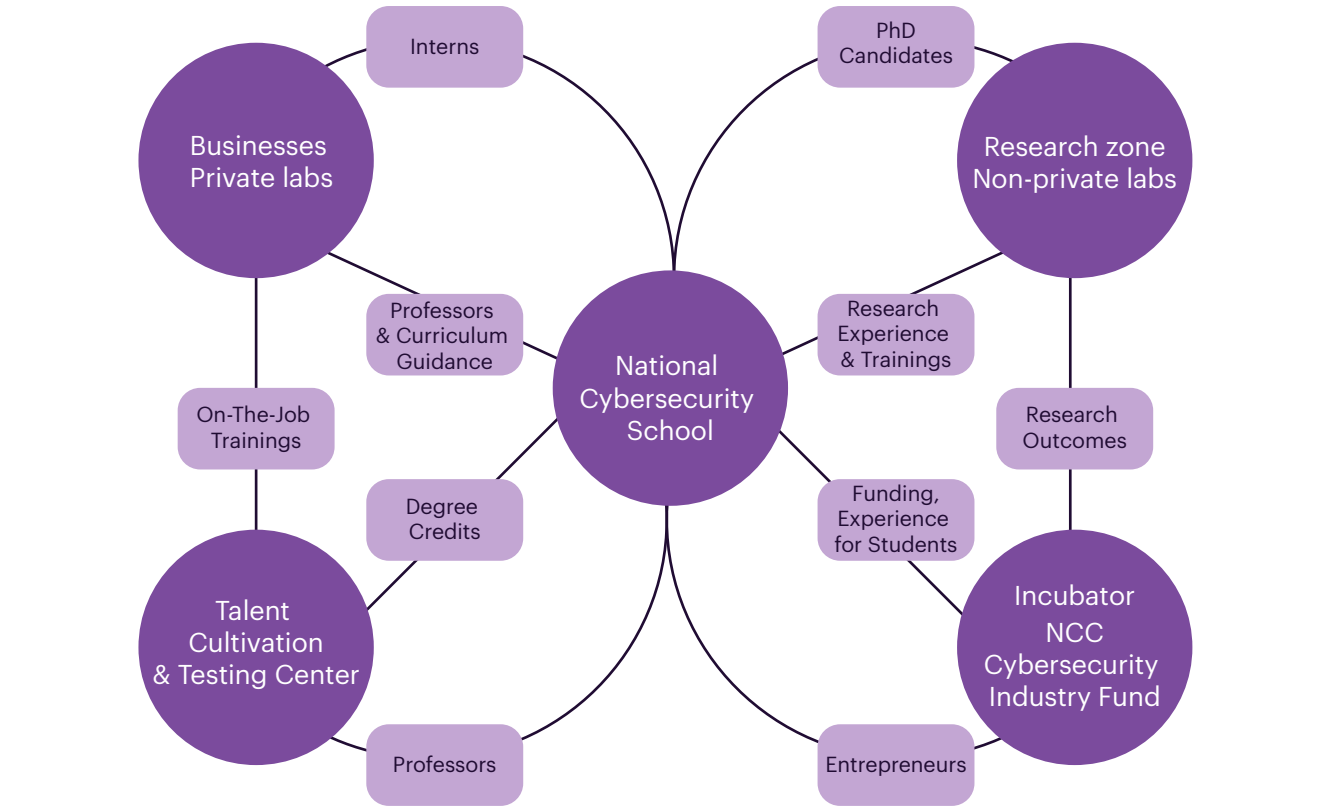 Interns
PhD
Candidates
Businesses
Private labs
Research zone
Non-private labs
Professors
& Curriculum
Guidance
Research
Experience
& Trainings
National
Cybersecurity
School
On-The-Job
Trainings
Research
Outcomes
Degree
Credits
Funding,
Experience
for Students
Talent
Cultivation
& Testing Center
Incubator
NCC
Cybersecurity
Industry Fund
Professors
Entrepreneurs